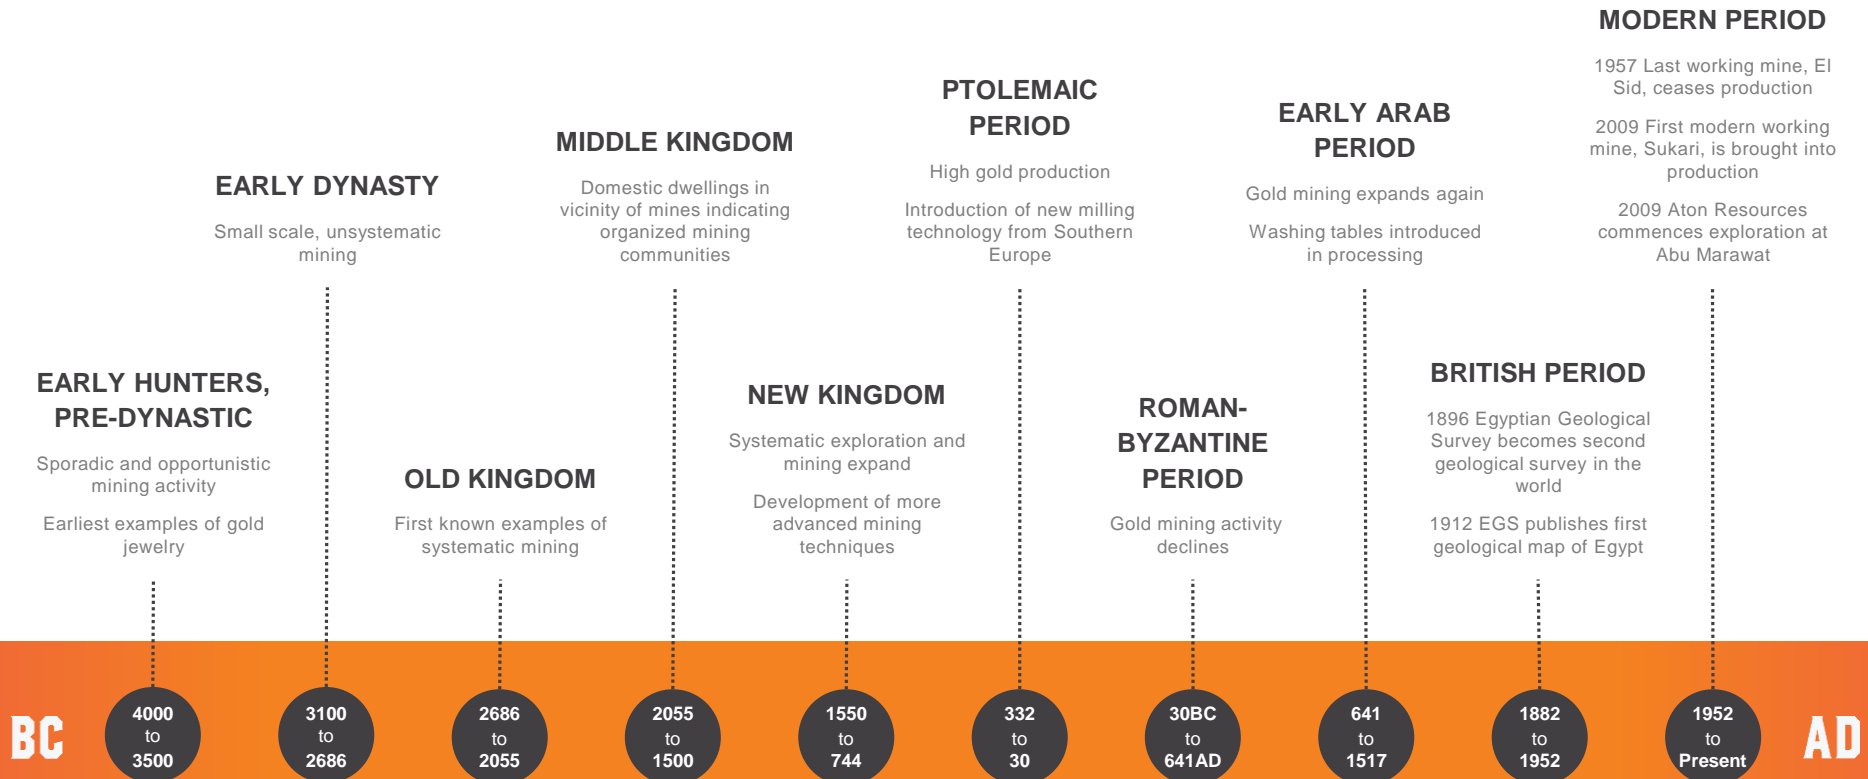 EARLY HUNTERS,
PRE-DYNASTIC
Sporadic and opportunistic
mining activity
Earliest examples of gold
jewelry
EARLY DYNASTY
Small scale, unsystematic
mining
OLD KINGDOM
First known examples of
systematic mining
MIDDLE KINGDOM
Domestic dwellings in
vicinity of mines indicating
organized mining
communities
NEW KINGDOM
Systematic exploration and
mining expand
Development of more
advanced mining
techniques
PTOLEMAIC
PERIOD
High gold production
Introduction of new milling
technology from Southern
Europe
ROMAN-
BYZANTINE
PERIOD
Gold mining activity
declines
EARLY ARAB
PERIOD
Gold mining expands again
Washing tables introduced
in processing
BRITISH PERIOD
1896 Egyptian Geological
Survey becomes second
geological survey in the
world
1912 EGS publishes first
geological map of Egypt
MODERN PERIOD
1957 Last working mine, El
Sid, ceases production
2009 First modern working
mine, Sukari, is brought into
production
2009 Aton Resources
commences exploration at
Abu Marawat
BC
4000
to
3500
3100
to
2686
2686
to
2055
2055
to
1500
1550
to
744
332
to
30
30BC
to
641AD
641
to
1517
1882
to
1952
1952
to
Present
AD